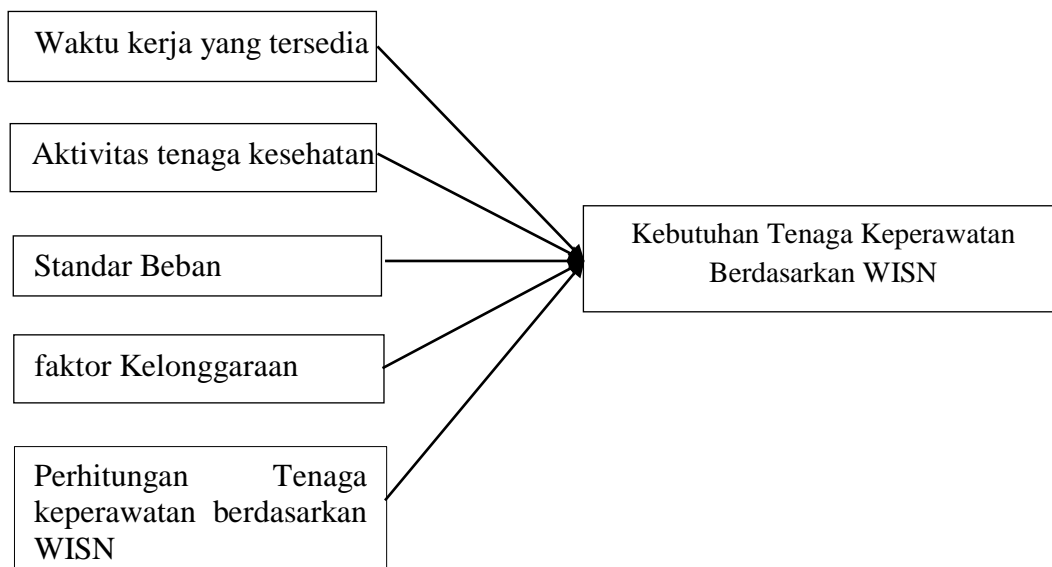 Waktu kerja yang tersedia
Aktivitas tenaga kesehatan
Standar Beban
faktor Kelonggaraan
Perhitungan Tenaga
keperawatan berdasarkan
WISN
Kebutuhan Tenaga Keperawatan
Berdasarkan WISN